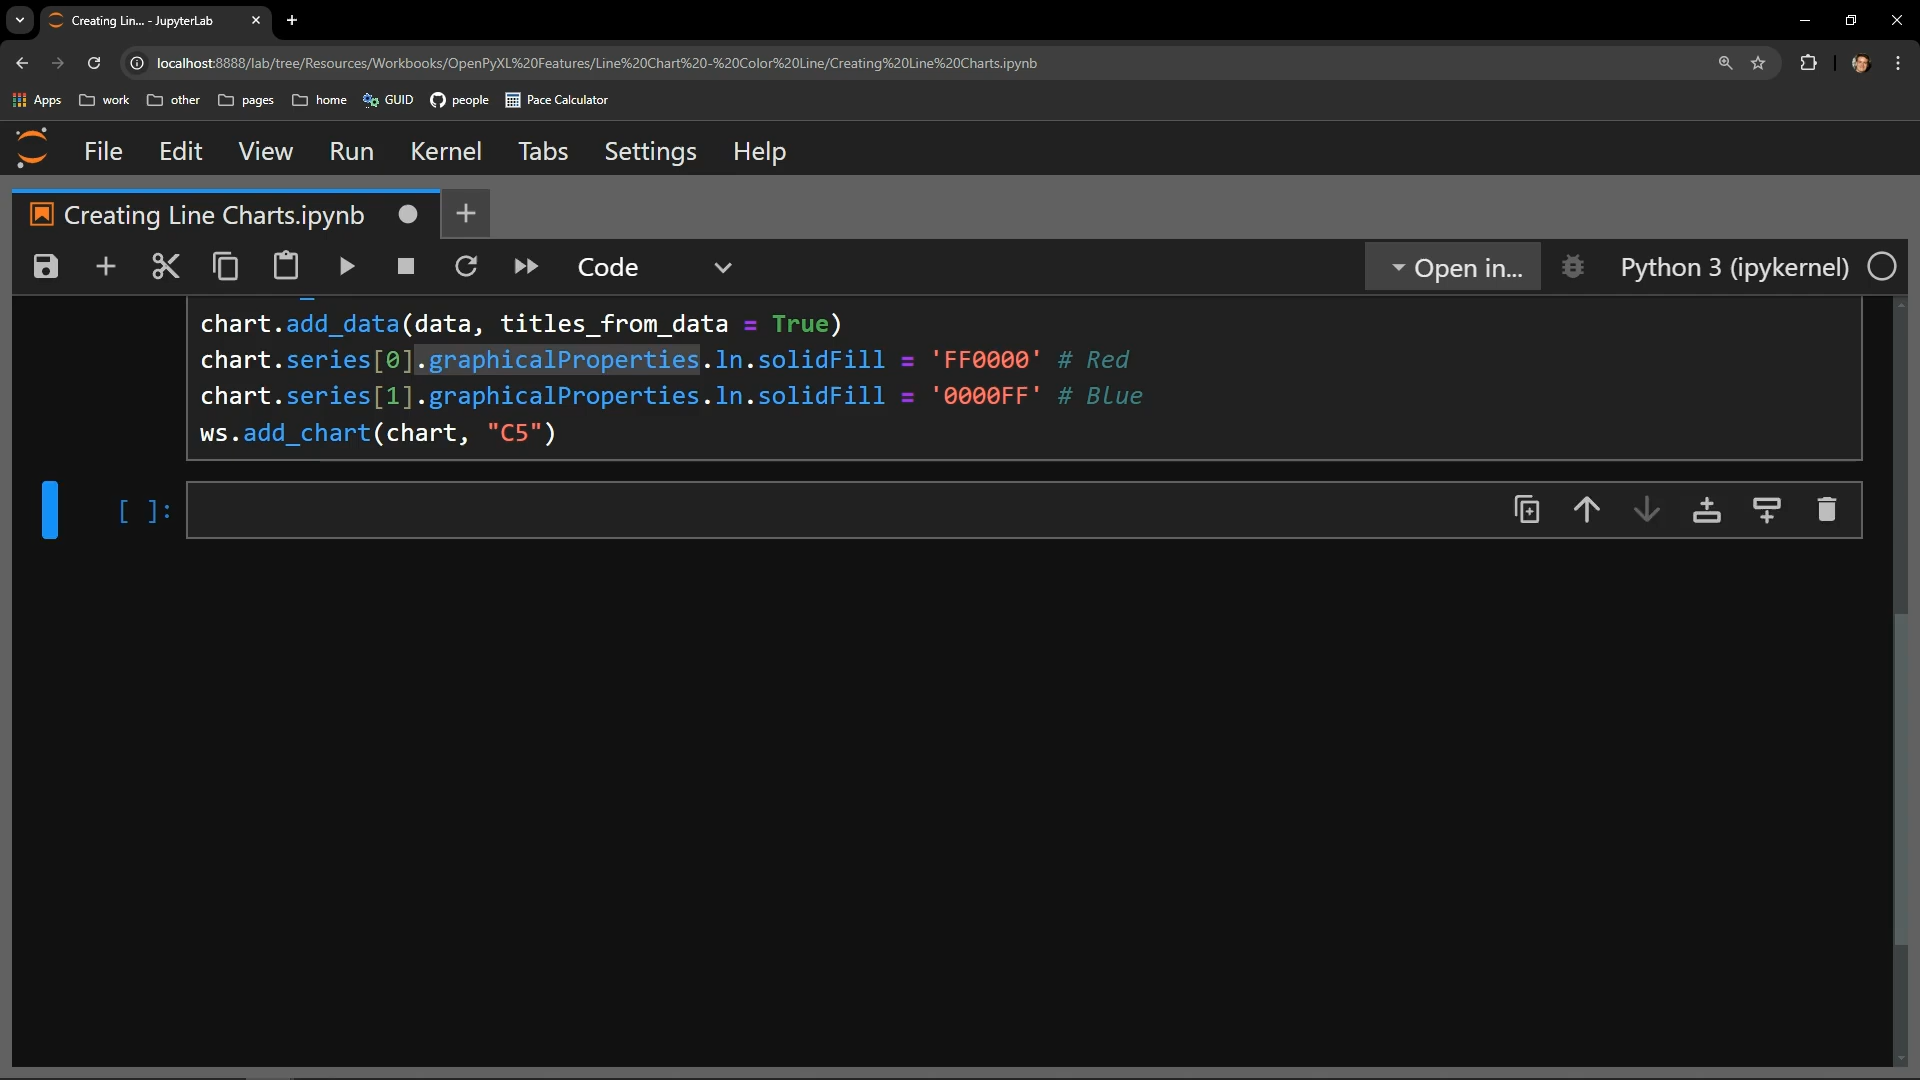 Creating Lin... - JupyterLab
localhost:8888/lab/tree/Resources/Workbooks/OpenPyXL%20Features/Line%20Chart%20-%20Color%20Line/Creating%20Line%20Charts.ipynb
Apps work other pages home GUID people Pace Calculator
File Edit View Run Kernel Tabs Settings Help
Creating Line Charts.ipynb
Code Open in... Python 3 (ipykernel)
chart.add_data(data, titles_from_data = True)
chart.series[0].graphicalProperties.ln.solidFill = 'FF0000' # Red
chart.series[1].graphicalProperties.ln.solidFill = '0000FF' # Blue
ws.add_chart(chart, "C5")
[ ]: